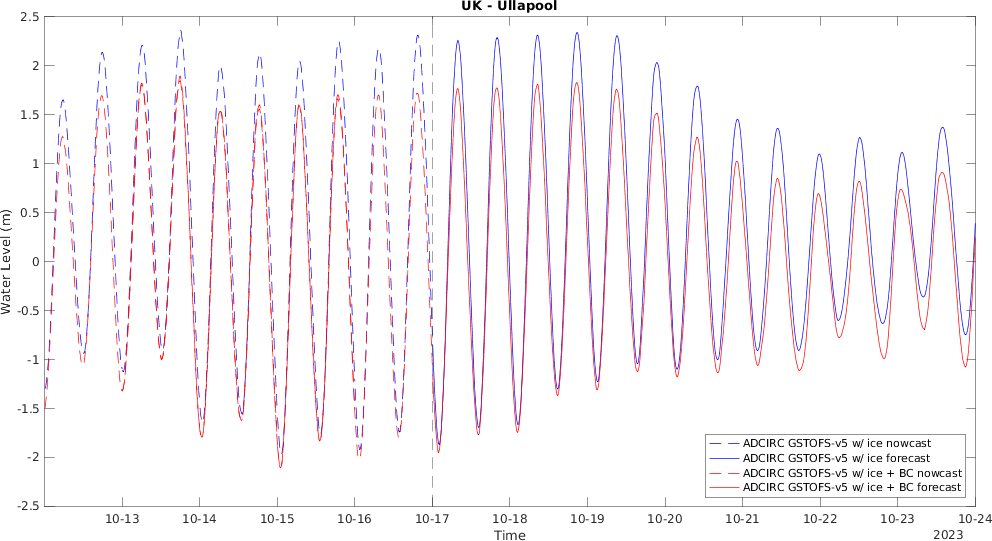 UK - Ullapool
2.5
2
1.5
1
0.5
0
-0.5
-1
-1.5
-2
-2.5
Water Level (m)
10-13 10-14 10-15 10-16 10-17 10-18 10-19 10-20 10-21 10-22 10-23 10-24
Time
2023
ADCIRC GSTOFS-v5 w/ ice nowcast
ADCIRC GSTOFS-v5 w/ ice forecast
ADCIRC GSTOFS-v5 w/ ice + BC nowcast
ADCIRC GSTOFS-v5 w/ ice + BC forecast